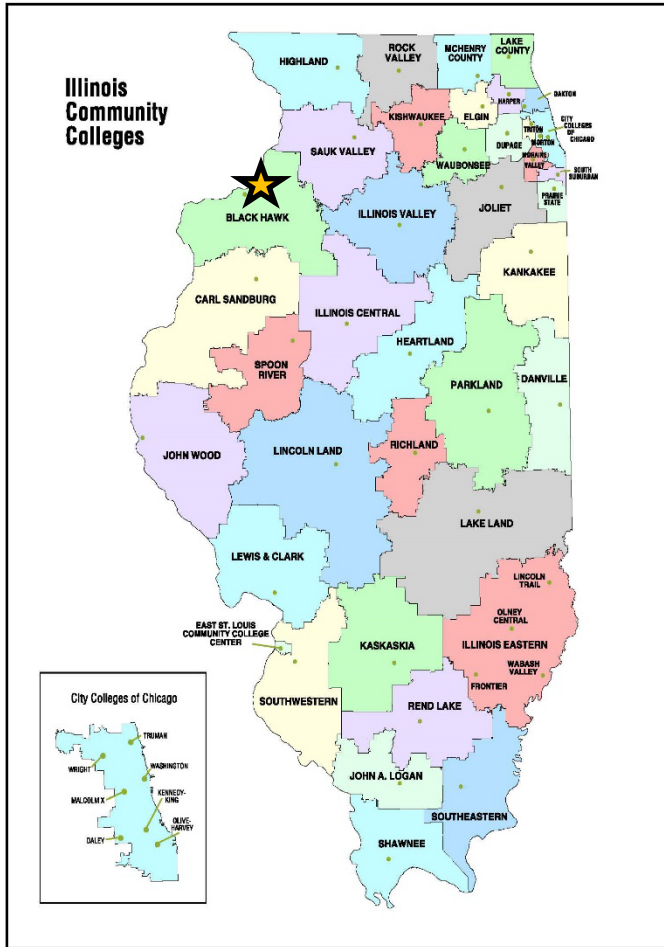 Illinois
Community
Colleges
HIGHLAND
ROCK
VALLEY
MCHENRY
COUNTY
LAKE
COUNTY
HARPER
OAKTON
KISHWAUKEE
ELGIN
CITY
COLLEGES
OF
CHICAGO
TRITON
MORTON
SAUK VALLEY
DUPAGE
MORAINE
VALLEY
WAUBONSEE
SOUTH
SUBURBAN
PRAIRIE
STATE
BLACK HAWK
ILLINOIS VALLEY
JOLIET
KANKAKEE
CARL SANDBURG
ILLINOIS CENTRAL
HEARTLAND
SPOON
RIVER
PARKLAND
DANVILLE
JOHN WOOD
LINCOLN LAND
RICHLAND
LAKE LAND
LEWIS & CLARK
LINCOLN
TRAIL
OLNEY
CENTRAL
EAST ST. LOUIS
COMMUNITY COLLEGE
CENTER
KASKASKIA
ILLINOIS EASTERN
WABASH
VALLEY
FRONTIER
SOUTHWESTERN
REND LAKE
JOHN A. LOGAN
SOUTHEASTERN
SHAWNEE
City Colleges of Chicago
TRUMAN
WRIGHT
WASHINGTON
MALCOLM X
KENNEDY-
KING
OLIVE-
HARVEY
DALEY